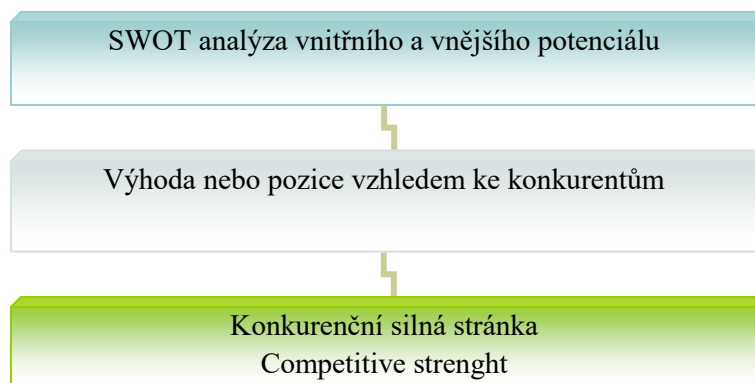 SWOT analýza vnitřního a vnějšího potenciálu
Výhoda nebo pozice vzhledem ke konkurentům
Konkurenční silná stránka
Competitive strenght